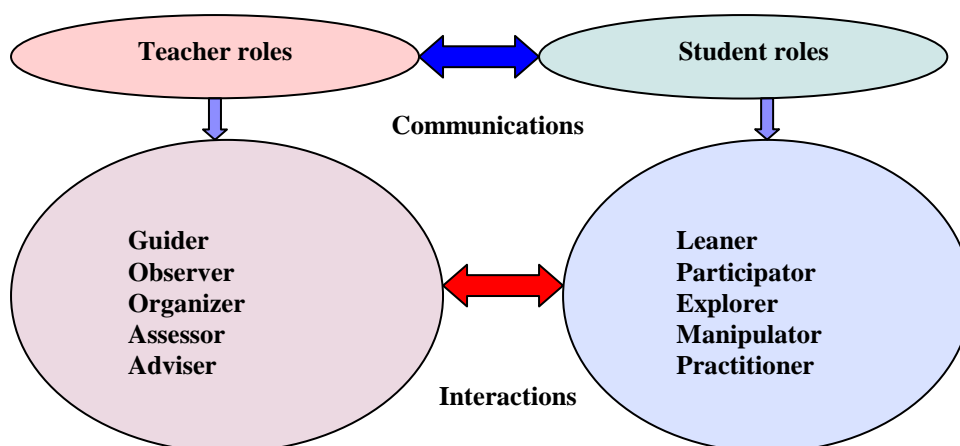 Teacher roles
Student roles
Communications
Guider
Observer
Organizer
Assessor
Adviser
Leaner
Participator
Explorer
Manipulator
Practitioner
Interactions